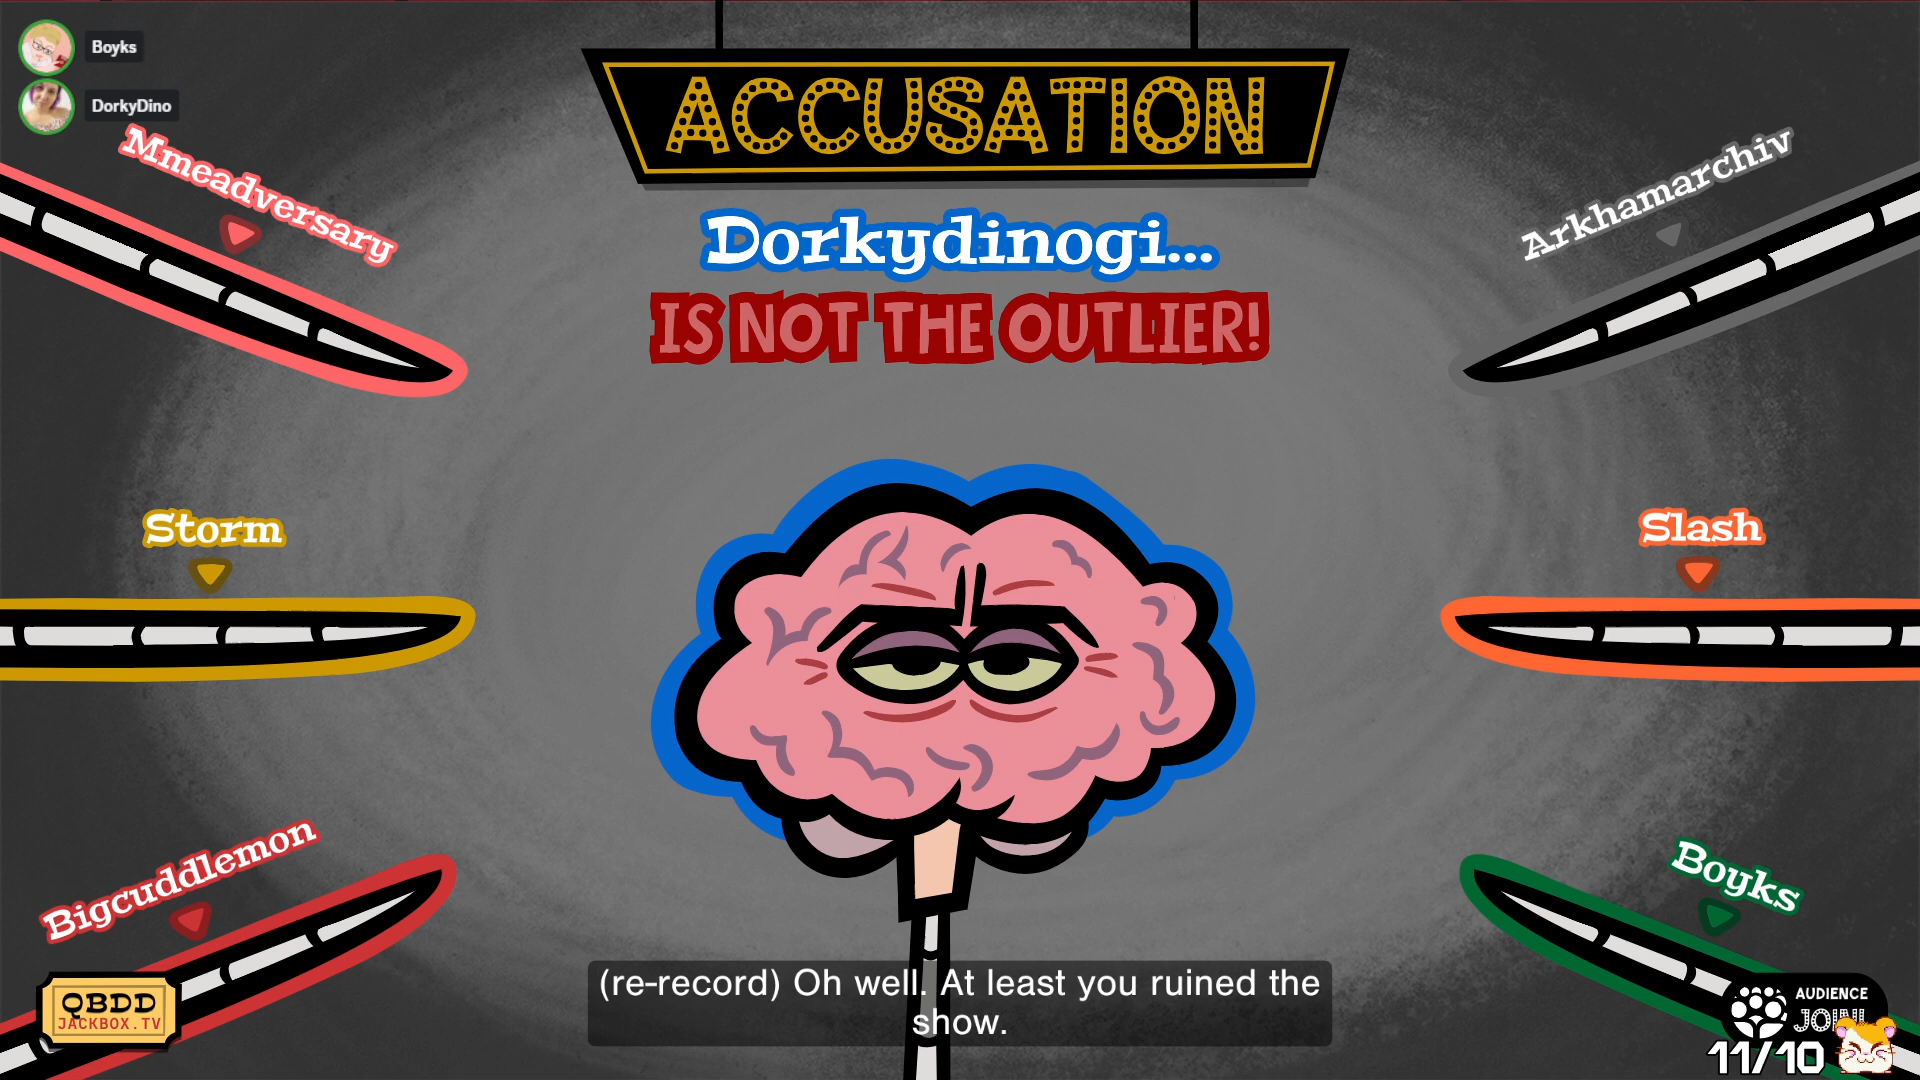 Boyks
DorkyDino
ACCUSATION
Mmeadversary
Arkhamarchiv
Dorkydinogi...
IS NOT THE OUTLIER!
Storm
Slash
Bigcuddlemon
Boyks
(re-record) Oh well. At least you ruined the
show.
QBDD
JACKBOX.TV
AUDIENCE
JOIN!
11/10